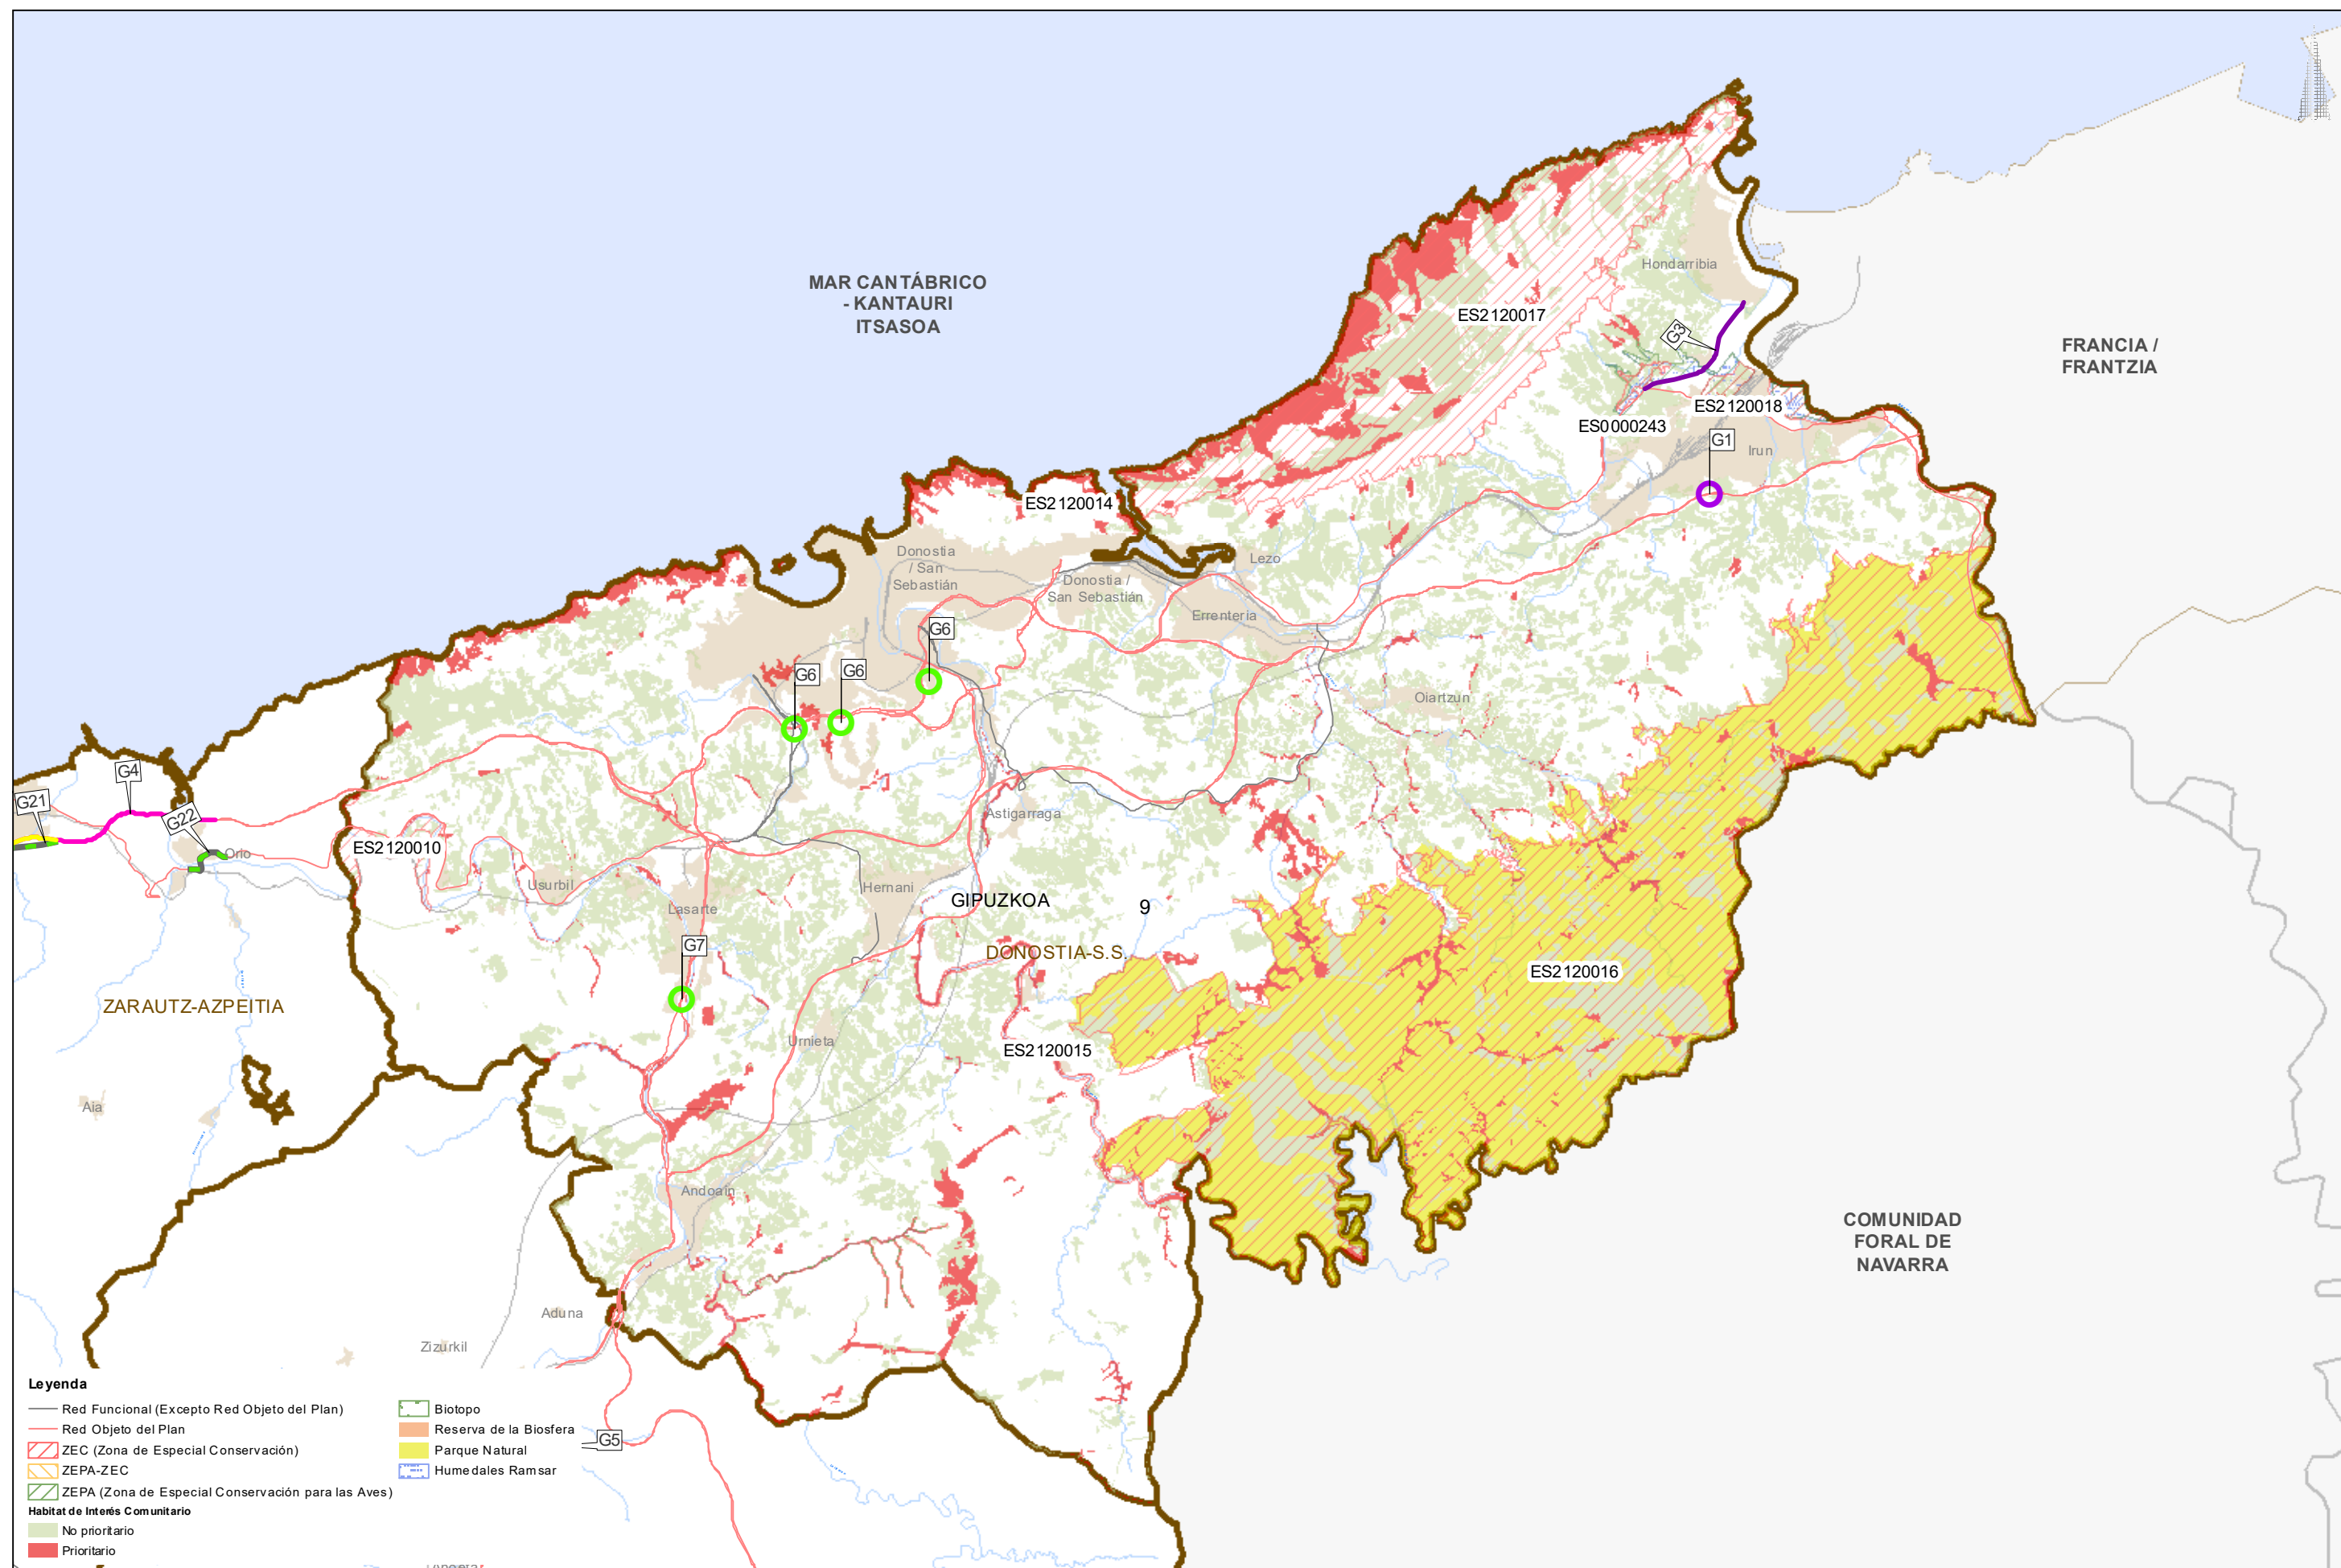 MAR CANTÁBRICO
- KANTAURI
ITSASOA
Hondarribia
ES2120017
G3
FRANCIA /
FRANTZIA
ES2120018
ES0000243
G1
Irun
ES2120014
Donostia
/ San
Sebastián
Lezo
Donostia /
San Sebastián
Errenteria
G6
G6
G6
Oiartzun
G4
G21
G22
Orio
ES2120010
Astigarraga
Usurbil
Hernani
GIPUZKOA
9
Lasarte
G7
DONOSTIA-S.S.
ES2120016
ZARAUTZ-AZPEITIA
Urnieta
ES2120015
Aia
Andoain
COMUNIDAD
FORAL DE
NAVARRA
Aduna
Zizurkil
G5
Leyenda
Red Funcional (Excepto Red Objeto del Plan)
Red Objeto del Plan
ZEC (Zona de Especial Conservación)
ZEPA-ZEC
ZEPA (Zona de Especial Conservación para las Aves)
Habitat de Interés Comunitario
No prioritario
Prioritario
Biotopo
Reserva de la Biosfera
Parque Natural
Humedales Ramsar